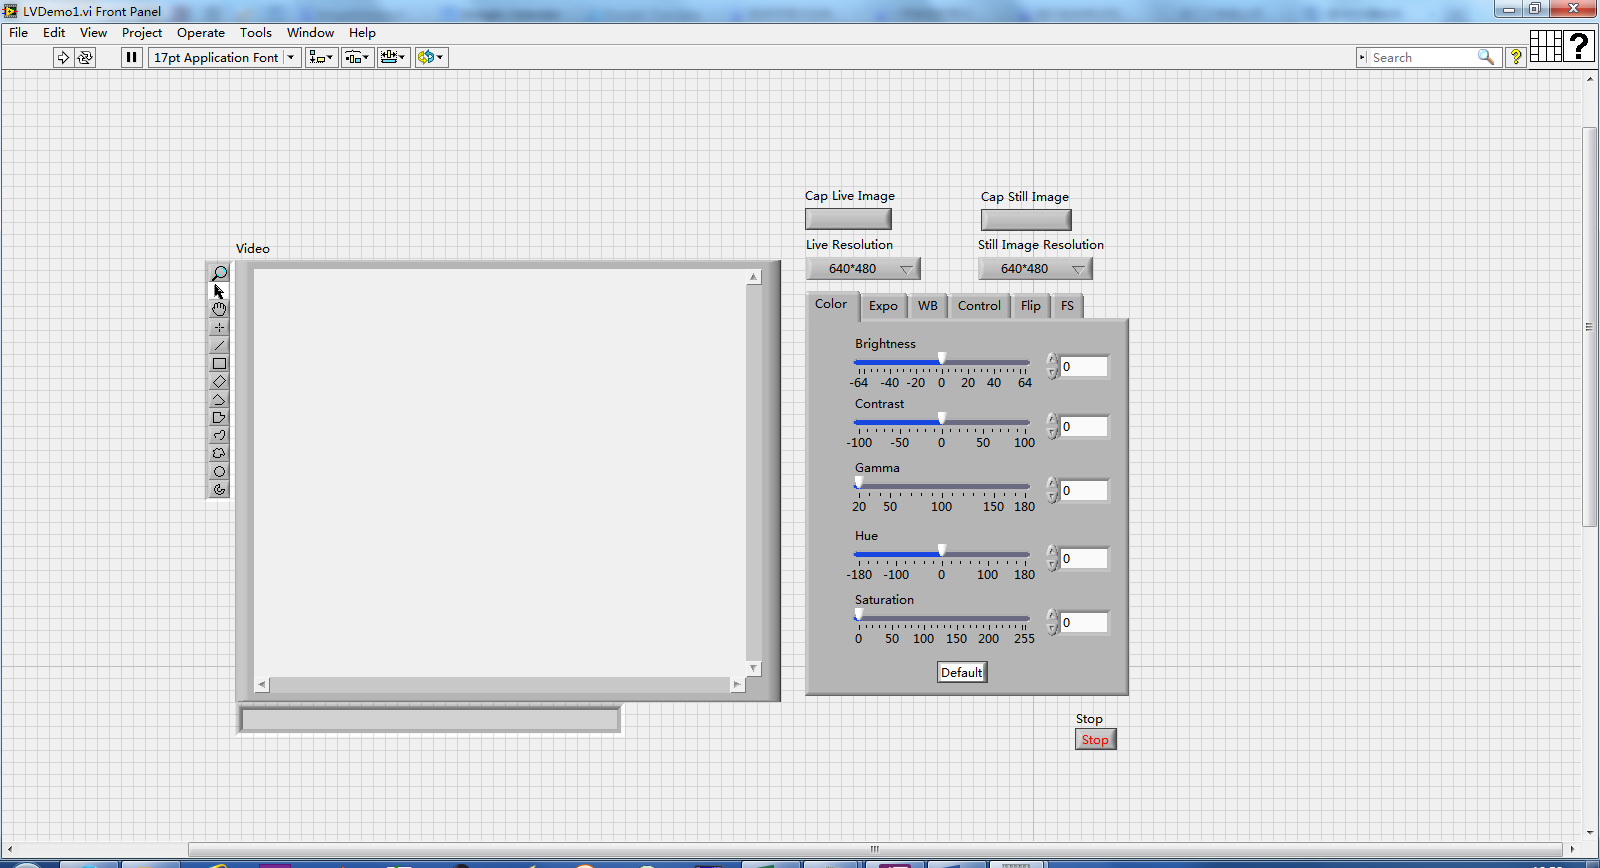 LVDemo1.vi Front Panel
File Edit View Project Operate Tools Window Help
17pt Application Font
Search
?
?
Cap Live Image
Cap Still Image
Live Resolution
Still Image Resolution
640*480
640*480
Video
Color Expo WB Control Flip FS
Brightness
0
-64 -40 -20 0 20 40 64
Contrast
0
-100 -50 0 50 100
Gamma
0
20 50 100 150 180
Hue
0
-180 -100 0 100 180
Saturation
0
0 50 100 150 200 255
Default
Stop
Stop